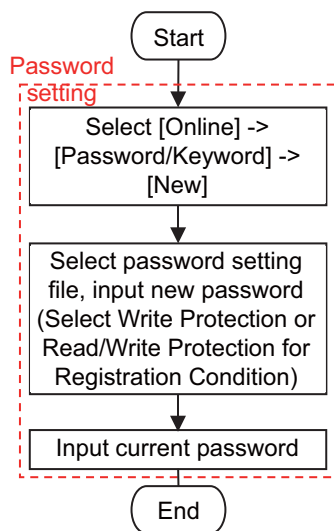 Start
Password
setting
Select [Online] ->
[Password/Keyword] ->
[New]
Select password setting
file, input new password
(Select Write Protection or
Read/Write Protection for
Registration Condition)
Input current password
End